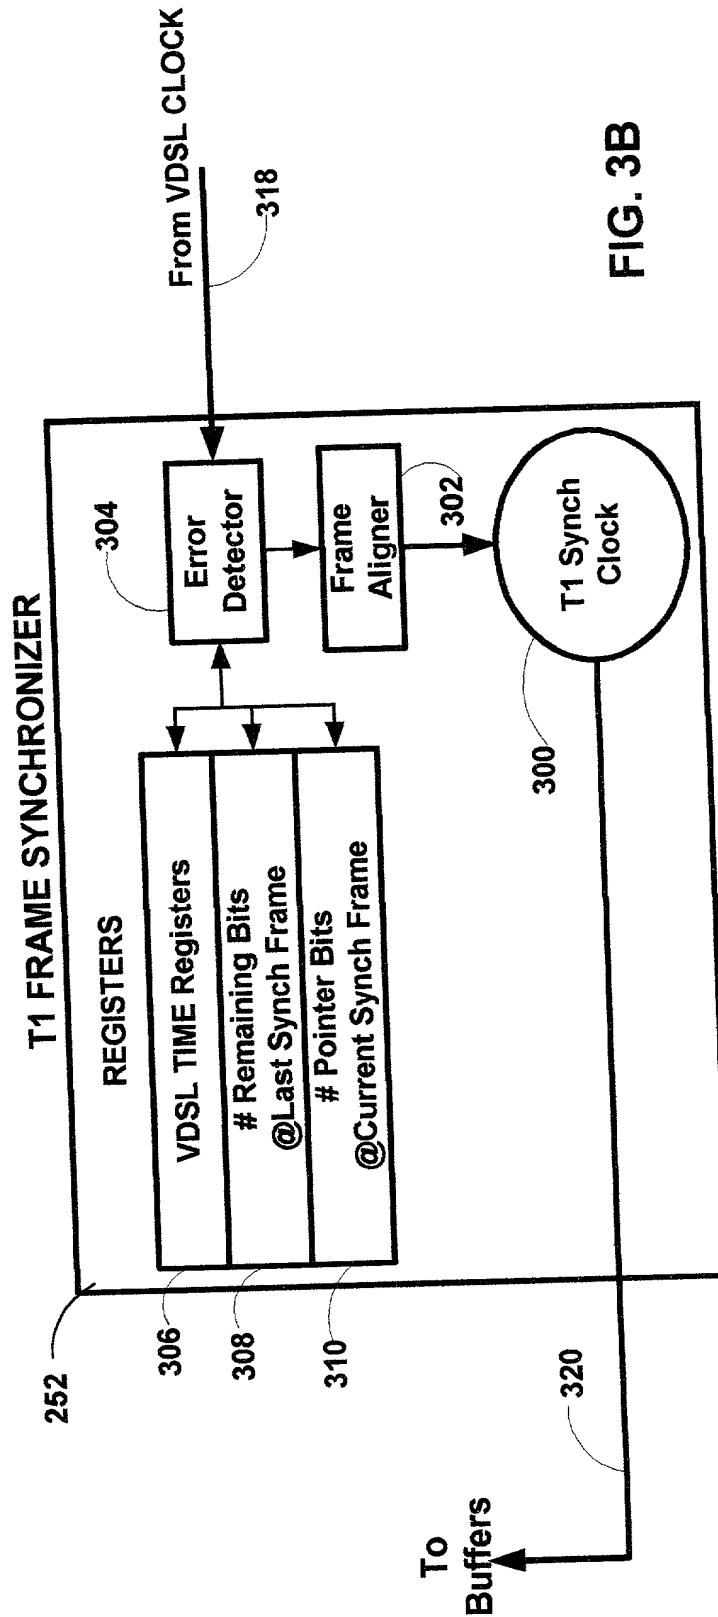 T1 FRAME SYNCHRONIZER
252
REGISTERS
306
VDSL TIME Registers
308
# Remaining Bits
@Last Synch Frame
310
# Pointer Bits
@Current Synch Frame
304
Error
Detector
From VDSL CLOCK
318
Frame
Aligner
302
T1 Synch
Clock
300
320
To
Buffers
FIG. 3B